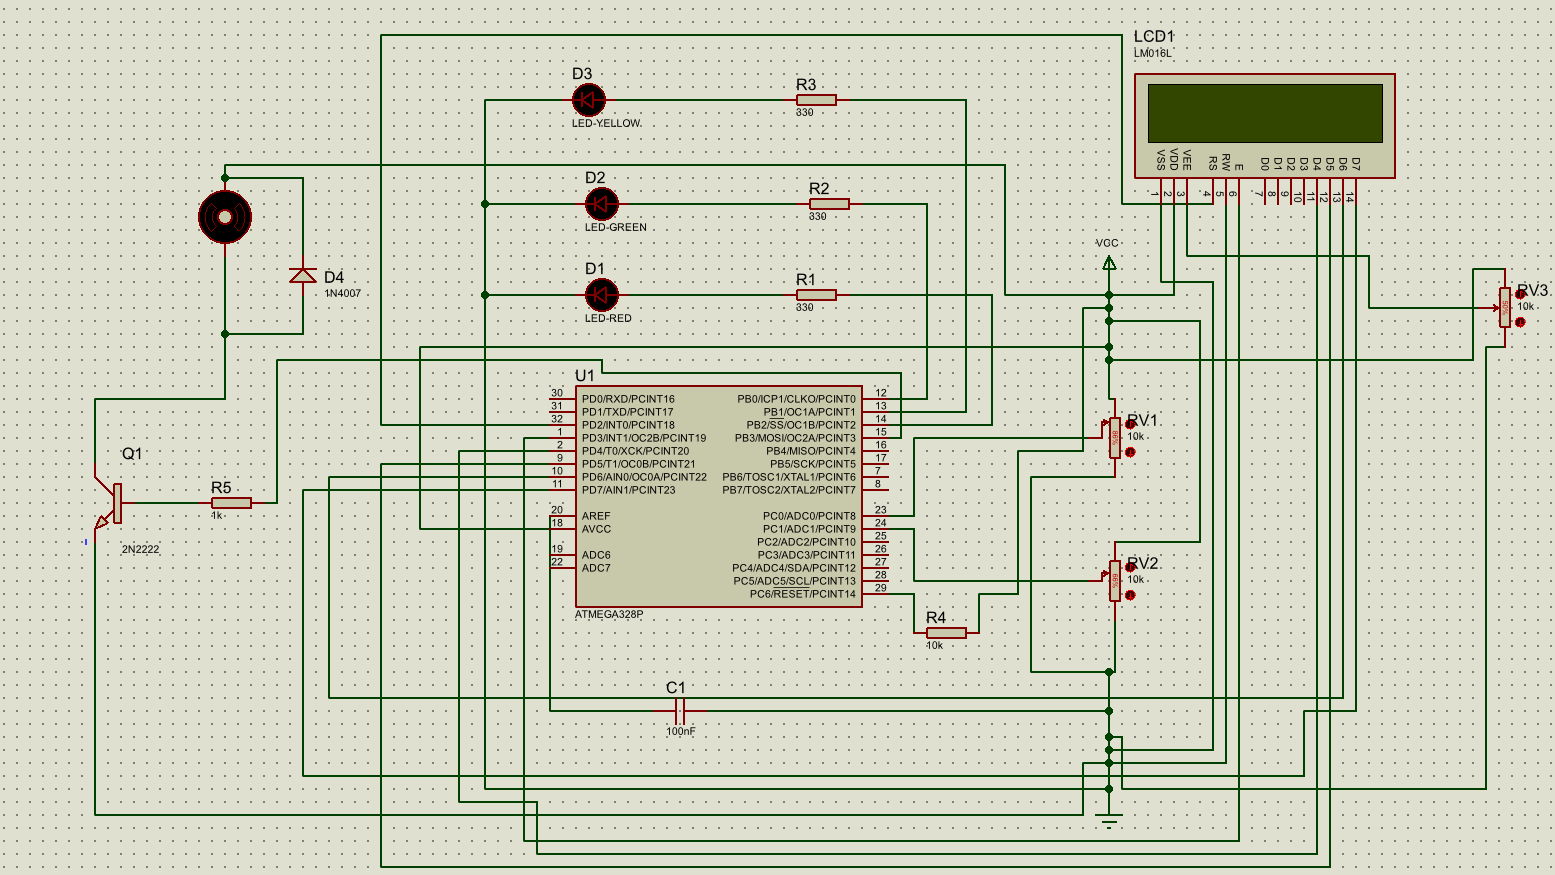 LCD1
LM016L
VSS
VDD
VEE
RS
RW
E
D0
D1
D2
D3
D4
D5
D6
D7
1
2
3
4
5
6
7
8
9
10
11
12
13
14
D3
LED-YELLOW
R3
330
D2
LED-GREEN
R2
330
D1
LED-RED
R1
330
D4
1N4007
VCC
RV3
10k
50%
U1
30 PD0/RXD/PCINT16
31 PD1/TXD/PCINT17
32 PD2/INT0/PCINT18
1 PD3/INT1/OC2B/PCINT19
2 PD4/T0/XCK/PCINT20
9 PD5/T1/OC0B/PCINT21
10 PD6/AIN0/OC0A/PCINT22
11 PD7/AIN1/PCINT23
20 AREF
18 AVCC
19 ADC6
22 ADC7
PB0/ICP1/CLKO/PCINT0 12
PB1/OC1A/PCINT1 13
PB2/SS/OC1B/PCINT2 14
PB3/MOSI/OC2A/PCINT3 15
PB4/MISO/PCINT4 16
PB5/SCK/PCINT5 17
PB6/TOSC1/XTAL1/PCINT6 7
PB7/TOSC2/XTAL2/PCINT7 8
PC0/ADC0/PCINT8 23
PC1/ADC1/PCINT9 24
PC2/ADC2/PCINT10 25
PC3/ADC3/PCINT11 26
PC4/ADC4/SDA/PCINT12 27
PC5/ADC5/SCL/PCINT13 28
PC6/RESET/PCINT14 29
ATMEGA328P
RV1
10k
Q1
2N2222
R5
1k
RV2
10k
R4
10k
C1
100nF